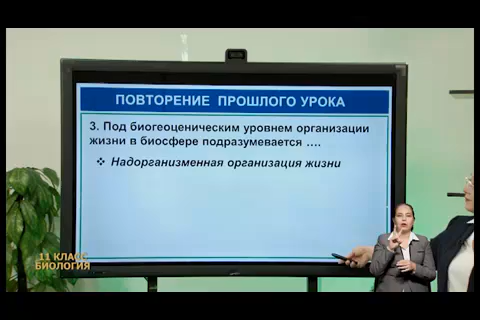 ПОВТОРЕНИЕ ПРОШЛОГО УРОКА
3. Под биогеоценическим уровнем организации
жизни в биосфере подразумевается ….
❖ Надорганизменная организация жизни
11 КЛАСС
БИОЛОГИЯ